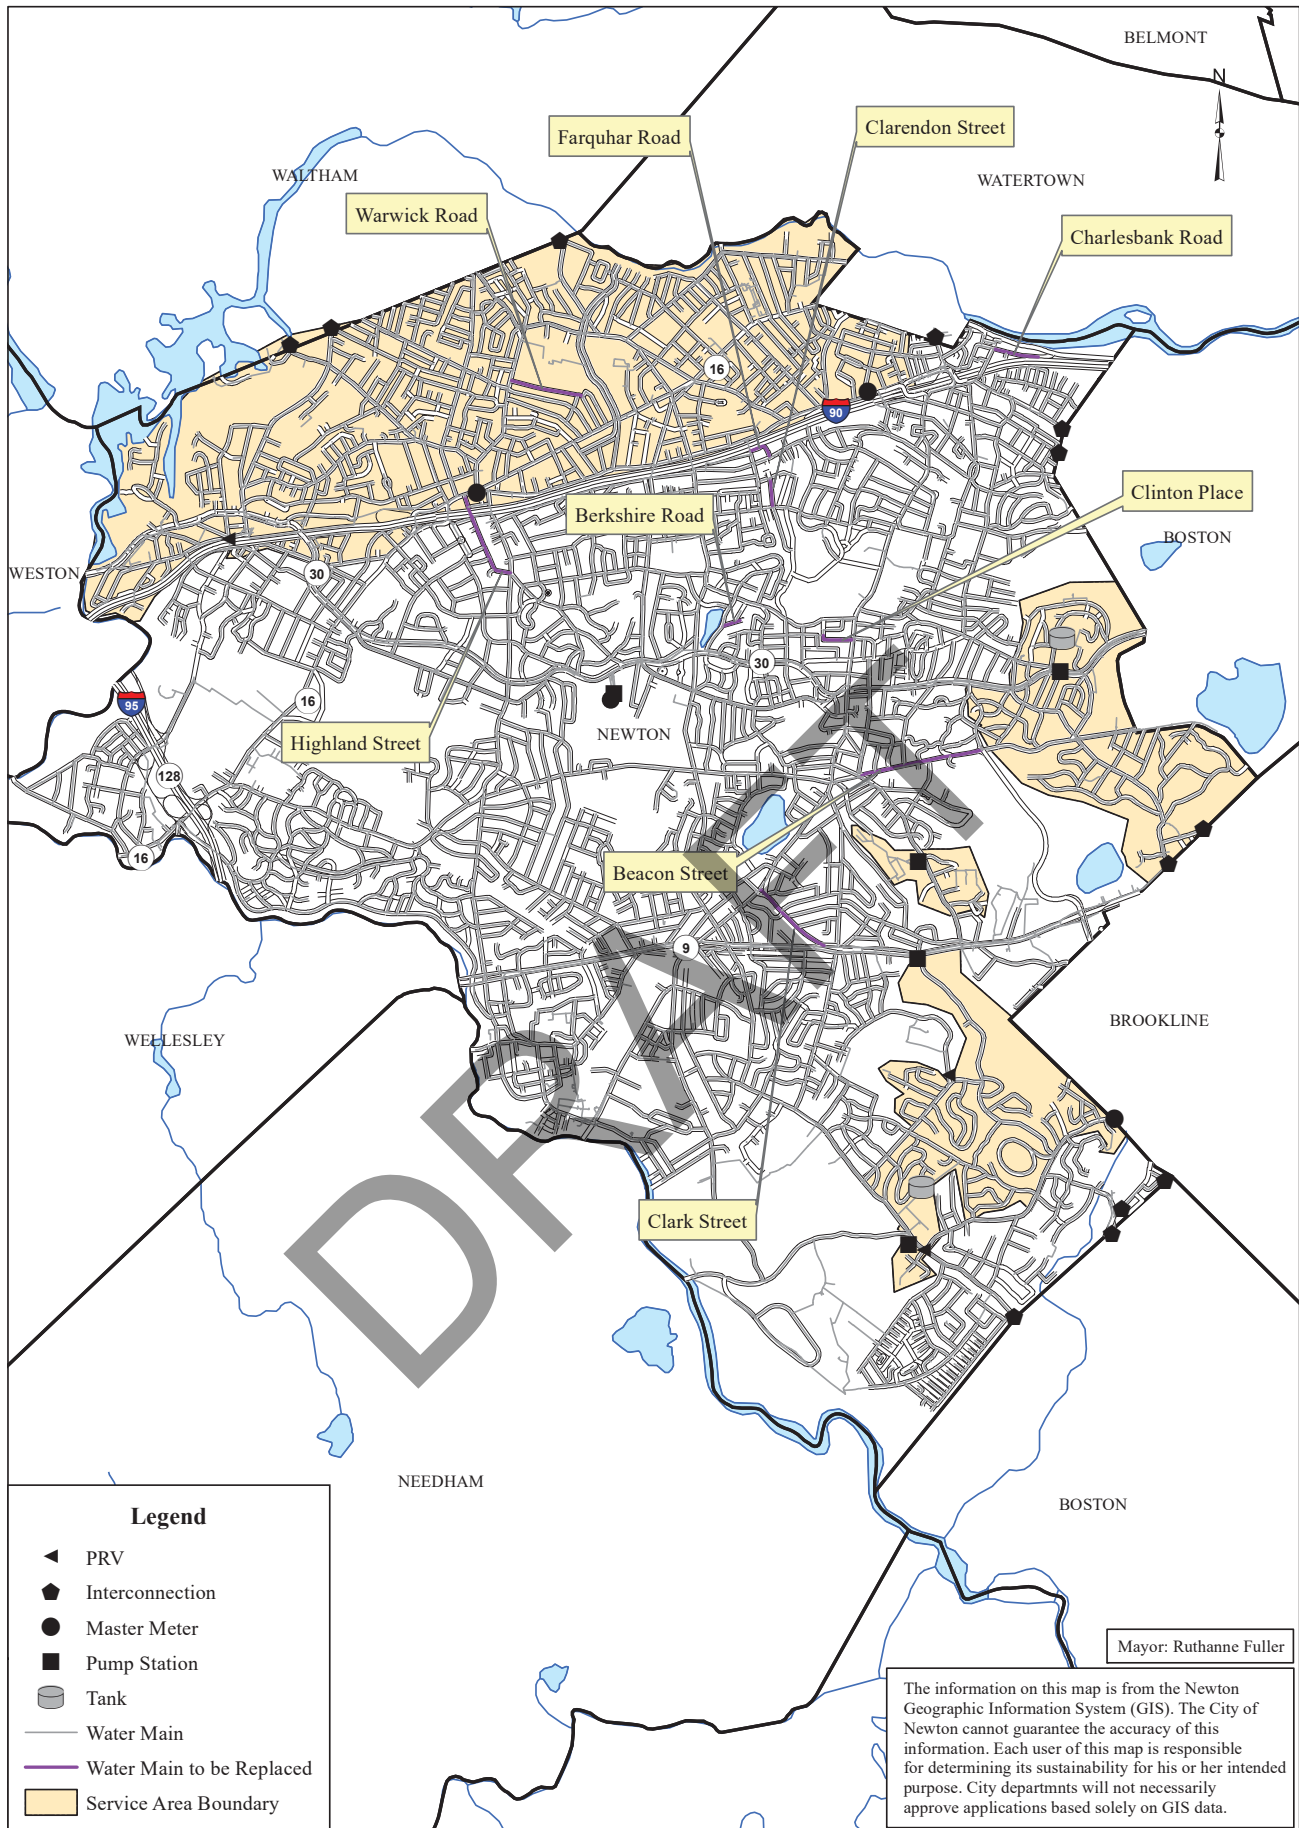 BELMONT
N
Farquhar Road
Clarendon Street
WALTHAM
WATERTOWN
Warwick Road
Charlesbank Road
16
90
Clinton Place
Berkshire Road
BOSTON
WESTON
30
30
16
95
NEWTON
Highland Street
128
16
Beacon Street
9
BROOKLINE
WELLESLEY
DRAFT
Clark Street
NEEDHAM
BOSTON
Legend
PRV
Interconnection
Master Meter
Pump Station
Tank
Water Main
Water Main to be Replaced
Service Area Boundary
Mayor: Ruthanne Fuller
The information on this map is from the Newton
Geographic Information System (GIS). The City of
Newton cannot guarantee the accuracy of this
information. Each user of this map is responsible
for determining its sustainability for his or her intended
purpose. City departmnts will not necessarily
approve applications based solely on GIS data.